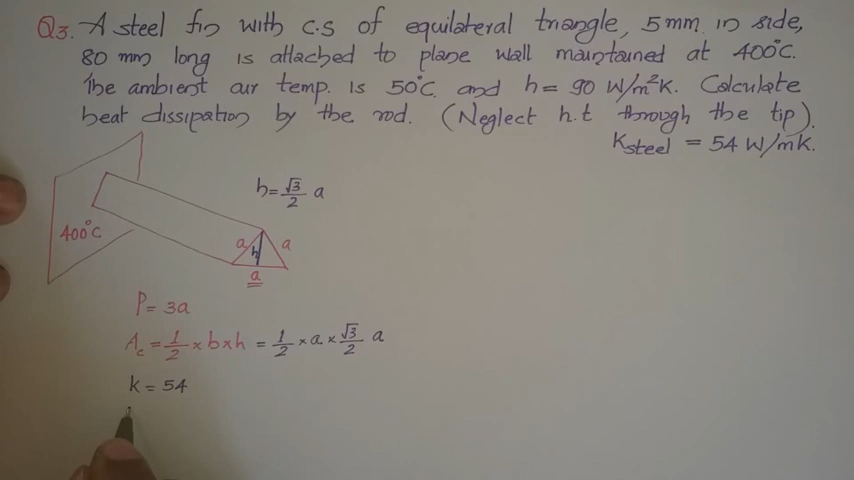 Q3. A steel fin with C.S of equilateral triangle, 5mm in side,
80 mm long is attached to plane wall maintained at 400°C.
The ambient air temp. is 50°C and h = 90 W/m²K. Calculate
heat dissipation by the rod. (Neglect h.t through the tip).
Ksteel = 54 W/mK.
h = √3/2 a
400°C
a h a
a
P = 3a
Ac = 1/2 × b × h = 1/2 × a × √3/2 a
k = 54